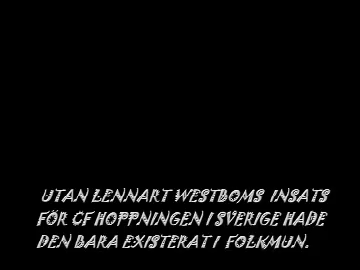 UTAN LENNART WESTBOMS INSATS
FÖR CF HOPPNINGEN I SVERIGE HADE
DEN BARA EXISTERAT I FOLKMUN.